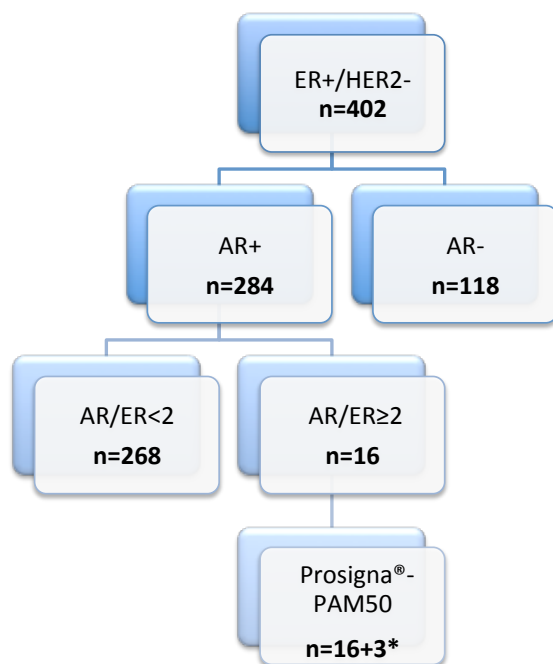 ER+/HER2-
n=402
AR+
n=284
AR-
n=118
AR/ER<2
n=268
AR/ER≥2
n=16
Prosigna®-
PAM50
n=16+3*